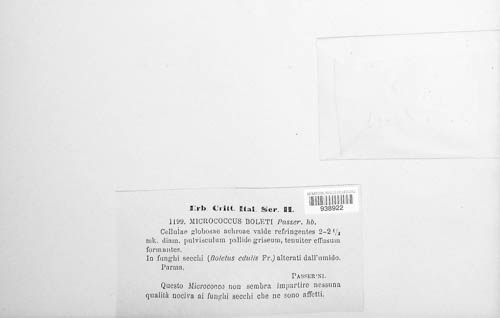 Erb. Critt. Ital. Ser. II.
938922
1199. MICROCOCCUS BOLETI Passer. hb.
Cellulae globosae achroae valde refringentes 2-2 1/2
mk. diam. pulvisculum pallide griseum, tenuiter effusum
formantes.
In funghi secchi (Boletus edulis Fr.) alterati dall'umido.
Parma.
PASSERINI.
Questo Micrococco non sembra impartire nessuna
qualità nociva ai funghi secchi che ne sono affetti.